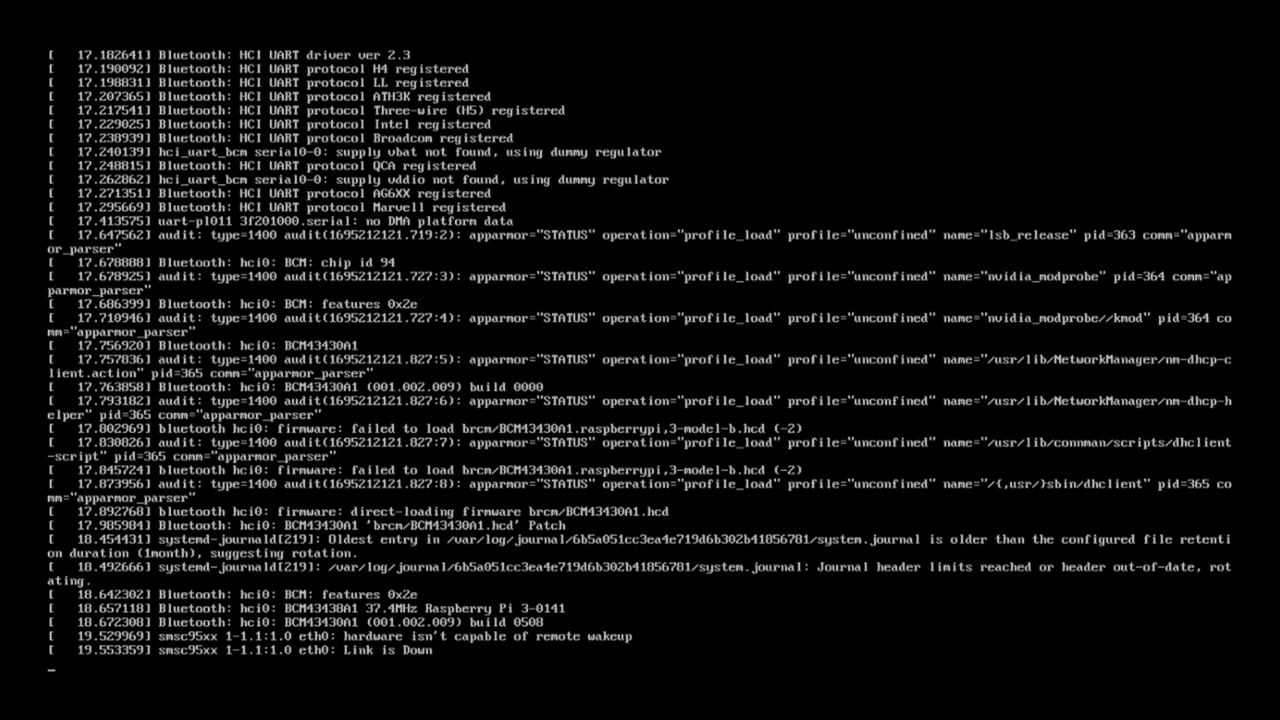 [   17.182641] Bluetooth: HCI UART driver ver 2.3
[   17.190092] Bluetooth: HCI UART protocol H4 registered
[   17.198831] Bluetooth: HCI UART protocol LL registered
[   17.207365] Bluetooth: HCI UART protocol ATH3K registered
[   17.217541] Bluetooth: HCI UART protocol Three-wire (H5) registered
[   17.229025] Bluetooth: HCI UART protocol Intel registered
[   17.238939] Bluetooth: HCI UART protocol Broadcom registered
[   17.240139] hci_uart_bcm serial0-0: supply vbat not found, using dummy regulator
[   17.248815] Bluetooth: HCI UART protocol QCA registered
[   17.262862] hci_uart_bcm serial0-0: supply vddio not found, using dummy regulator
[   17.271351] Bluetooth: HCI UART protocol AG6XX registered
[   17.295669] Bluetooth: HCI UART protocol Marvell registered
[   17.413575] uart-pl011 3f201000.serial: no DMA platform data
[   17.647562] audit: type=1400 audit(1695212121.719:2): apparmor="STATUS" operation="profile_load" profile="unconfined" name="lsb_release" pid=363 comm="apparm
or_parser"
[   17.678888] Bluetooth: hci0: BCM: chip id 94
[   17.678925] audit: type=1400 audit(1695212121.727:3): apparmor="STATUS" operation="profile_load" profile="unconfined" name="nvidia_modprobe" pid=364 comm="ap
parmor_parser"
[   17.686399] Bluetooth: hci0: BCM: features 0x2e
[   17.710946] audit: type=1400 audit(1695212121.727:4): apparmor="STATUS" operation="profile_load" profile="unconfined" name="nvidia_modprobe//kmod" pid=364 co
mm="apparmor_parser"
[   17.756920] Bluetooth: hci0: BCM43430A1
[   17.757836] audit: type=1400 audit(1695212121.827:5): apparmor="STATUS" operation="profile_load" profile="unconfined" name="/usr/lib/NetworkManager/nm-dhcp-c
lient.action" pid=365 comm="apparmor_parser"
[   17.763858] Bluetooth: hci0: BCM43430A1 (001.002.009) build 0000
[   17.793182] audit: type=1400 audit(1695212121.827:6): apparmor="STATUS" operation="profile_load" profile="unconfined" name="/usr/lib/NetworkManager/nm-dhcp-h
elper" pid=365 comm="apparmor_parser"
[   17.802969] bluetooth hci0: firmware: failed to load brcm/BCM43430A1.raspberrypi,3-model-b.hcd (-2)
[   17.830826] audit: type=1400 audit(1695212121.827:7): apparmor="STATUS" operation="profile_load" profile="unconfined" name="/usr/lib/connman/scripts/dhclient
-script" pid=365 comm="apparmor_parser"
[   17.845724] bluetooth hci0: firmware: failed to load brcm/BCM43430A1.raspberrypi,3-model-b.hcd (-2)
[   17.873956] audit: type=1400 audit(1695212121.827:8): apparmor="STATUS" operation="profile_load" profile="unconfined" name="/{,usr/}sbin/dhclient" pid=365 co
mm="apparmor_parser"
[   17.892768] bluetooth hci0: firmware: direct-loading firmware brcm/BCM43430A1.hcd
[   17.985984] Bluetooth: hci0: BCM43430A1 'brcm/BCM43430A1.hcd' Patch
[   18.454431] systemd-journald[219]: Oldest entry in /var/log/journal/6b5a051cc3ea4e719d6b302b41856781/system.journal is older than the configured file retenti
on duration (1month), suggesting rotation.
[   18.492666] systemd-journald[219]: /var/log/journal/6b5a051cc3ea4e719d6b302b41856781/system.journal: Journal header limits reached or header out-of-date, rot
ating.
[   18.642302] Bluetooth: hci0: BCM: features 0x2e
[   18.657118] Bluetooth: hci0: BCM43438A1 37.4MHz Raspberry Pi 3-0141
[   18.672308] Bluetooth: hci0: BCM43430A1 (001.002.009) build 0508
[   19.529969] smsc95xx 1-1.1:1.0 eth0: hardware isn't capable of remote wakeup
[   19.553359] smsc95xx 1-1.1:1.0 eth0: Link is Down
_